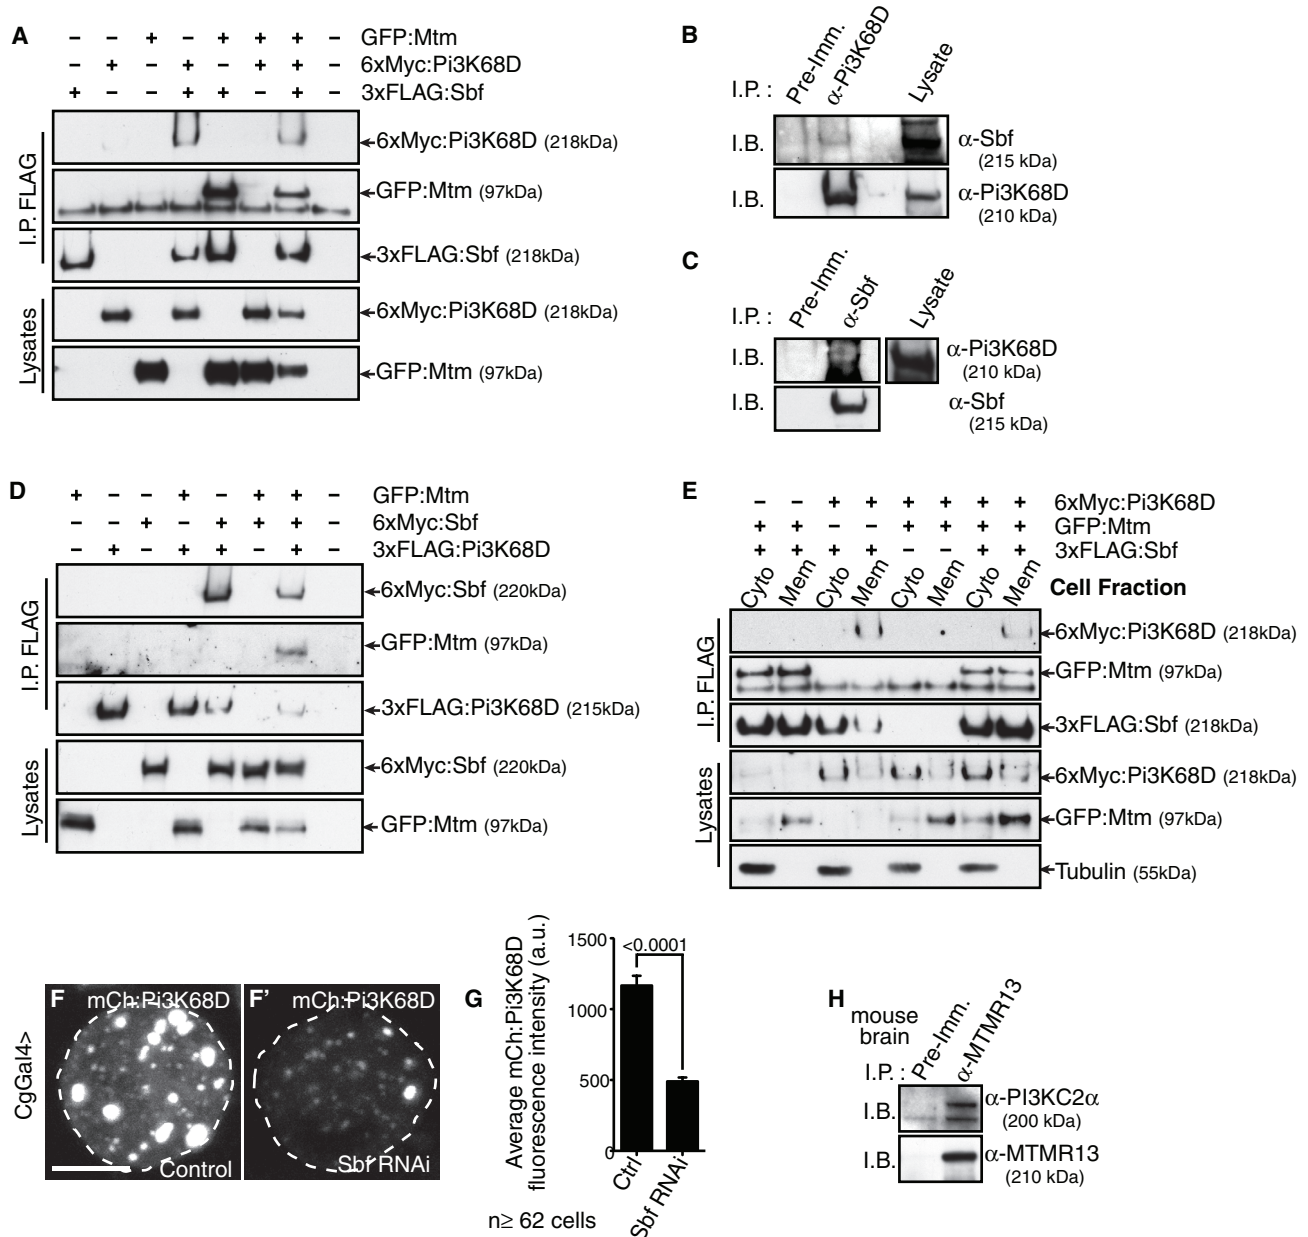 A
– – + – + + + – GFP:Mtm
– + – + – + + – 6xMyc:Pi3K68D
+ – – + + – + – 3xFLAG:Sbf
I.P. FLAG
6xMyc:Pi3K68D (218kDa)
GFP:Mtm (97kDa)
3xFLAG:Sbf (218kDa)
Lysates
6xMyc:Pi3K68D (218kDa)
GFP:Mtm (97kDa)
B
I.P. : Pre-Imm. α-Pi3K68D Lysate
I.B. α-Sbf
(215 kDa)
I.B. α-Pi3K68D
(210 kDa)
C
I.P. : Pre-Imm. α-Sbf Lysate
I.B. α-Pi3K68D
(210 kDa)
I.B. α-Sbf
(215 kDa)
D
+ – – + – + + – GFP:Mtm
– – + – + + + – 6xMyc:Sbf
– + – + + – + – 3xFLAG:Pi3K68D
I.P. FLAG
6xMyc:Sbf (220kDa)
GFP:Mtm (97kDa)
3xFLAG:Pi3K68D (215kDa)
Lysates
6xMyc:Sbf (220kDa)
GFP:Mtm (97kDa)
E
– – + + + + + + 6xMyc:Pi3K68D
+ + – – + + + + GFP:Mtm
+ + + + – – + + 3xFLAG:Sbf
Cyto Mem Cyto Mem Cyto Mem Cyto Mem Cell Fraction
I.P. FLAG
6xMyc:Pi3K68D (218kDa)
GFP:Mtm (97kDa)
3xFLAG:Sbf (218kDa)
Lysates
6xMyc:Pi3K68D (218kDa)
GFP:Mtm (97kDa)
Tubulin (55kDa)
CgGal4>
F mCh:Pi3K68D
Control
F' mCh:Pi3K68D
Sbf RNAi
G
Average mCh:Pi3K68D
fluorescence intensity (a.u.)
1500
1000
500
0
<0.0001
Ctrl
Sbf RNAi
n≥ 62 cells
H
mouse
brain
I.P. : Pre-Imm. α-MTMR13
I.B. α-PI3KC2α
(200 kDa)
I.B. α-MTMR13
(210 kDa)